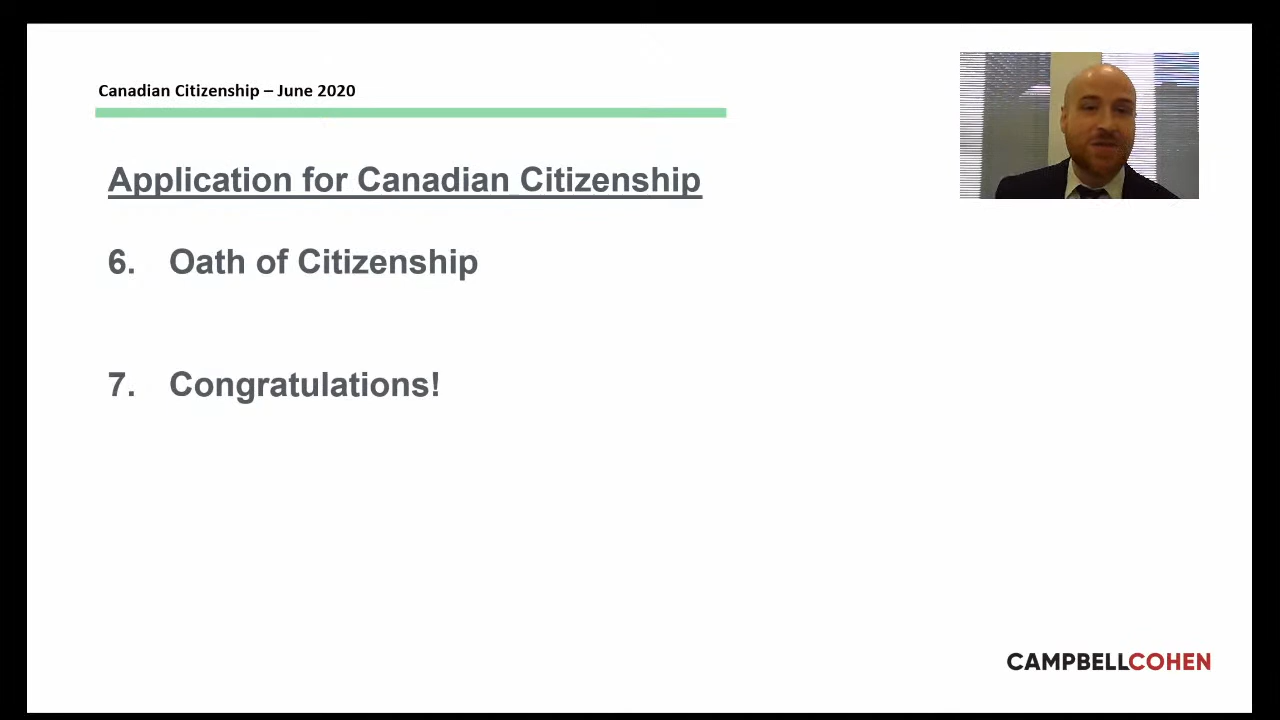 Canadian Citizenship – June 2020
Application for Canadian Citizenship
6. Oath of Citizenship
7. Congratulations!
CAMPBELLCOHEN